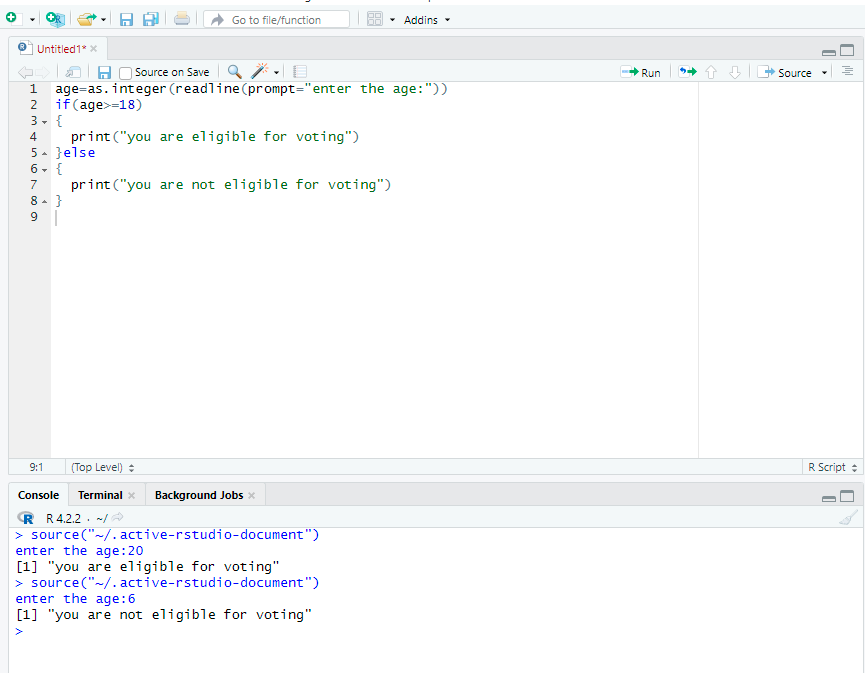 Go to file/function Addins
Untitled1*
Source on Save Run Source
1 age=as.integer(readline(prompt="enter the age:"))
2 if(age>=18)
3 {
4 print("you are eligible for voting")
5 }else
6 {
7 print("you are not eligible for voting")
8 }
9
9:1 (Top Level) R Script
Console Terminal Background Jobs
R R 4.2.2 · ~/
> source("~/.active-rstudio-document")
enter the age:20
[1] "you are eligible for voting"
> source("~/.active-rstudio-document")
enter the age:6
[1] "you are not eligible for voting"
>